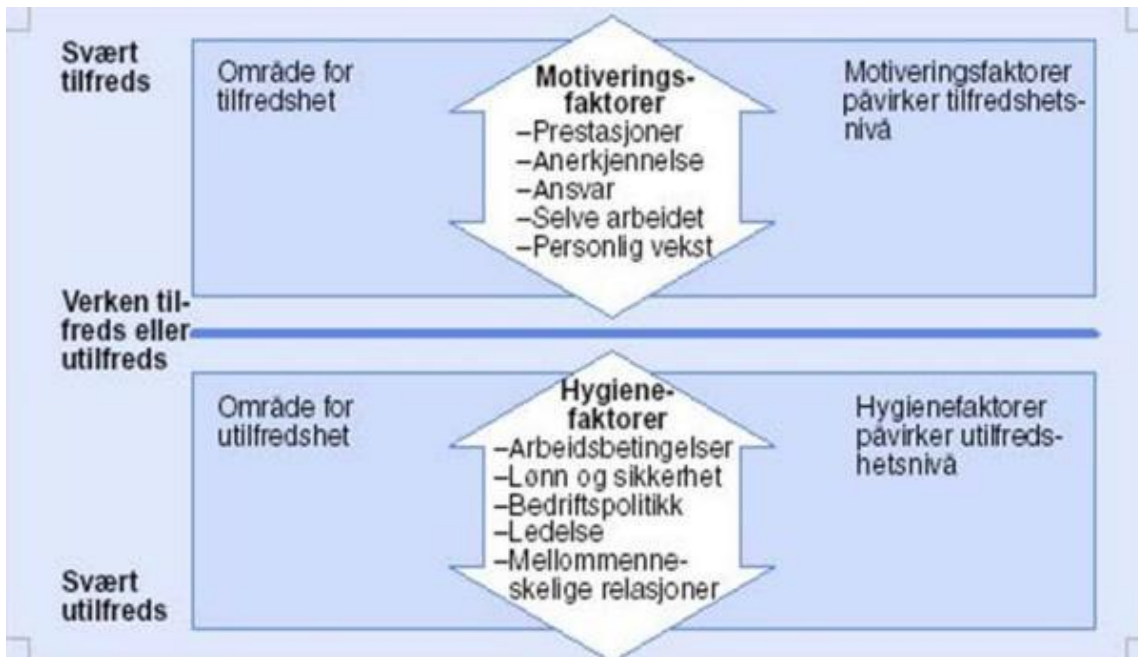 Svært
tilfreds
Område for
tilfredshet
Motiverings-
faktorer
–Prestasjoner
–Anerkjennelse
–Ansvar
–Selve arbeidet
–Personlig vekst
Motiveringsfaktorer
påvirker tilfredshets-
nivå
Verken til-
freds eller
utilfreds
Område for
utilfredshet
Hygiene-
faktorer
–Arbeidsbetingelser
–Lønn og sikkerhet
–Bedriftspolitikk
–Ledelse
–Mellommenne-
skelige relasjoner
Hygienefaktorer
påvirker utilfreds-
hetsnivå
Svært
utilfreds